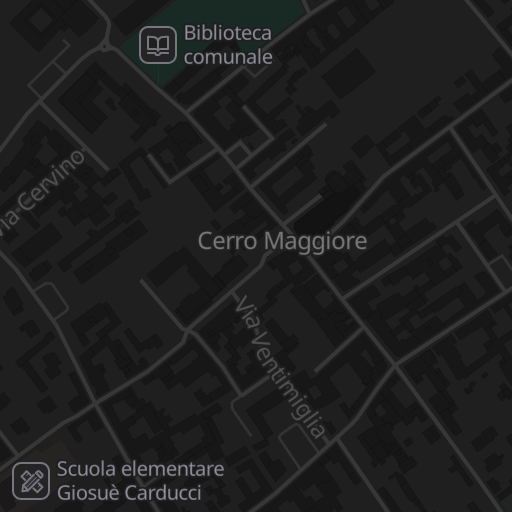 Biblioteca
comunale
Via Cervino
Cerro Maggiore
Via Ventimiglia
Scuola elementare
Giosuè Carducci